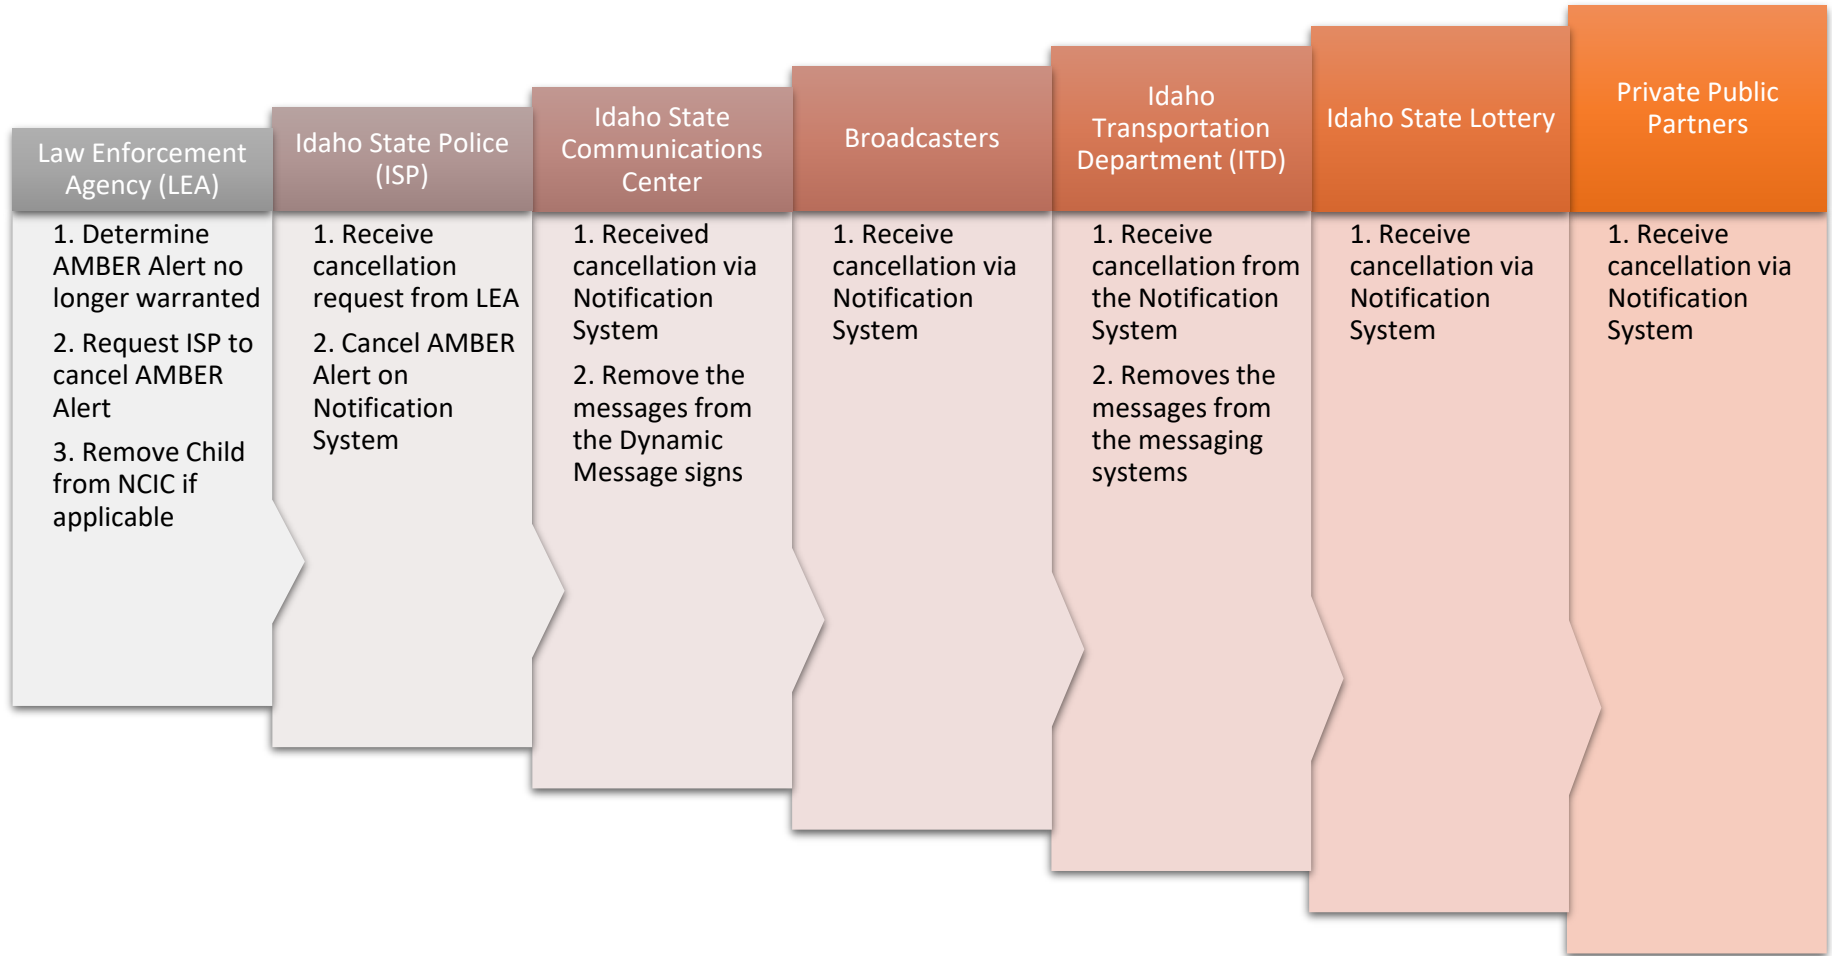 Law Enforcement
Agency (LEA)
1. Determine
AMBER Alert no
longer warranted
2. Request ISP to
cancel AMBER
Alert
3. Remove Child
from NCIC if
applicable
Idaho State Police
(ISP)
1. Receive
cancellation
request from LEA
2. Cancel AMBER
Alert on
Notification
System
Idaho State
Communications
Center
1. Received
cancellation via
Notification
System
2. Remove the
messages from
the Dynamic
Message signs
Broadcasters
1. Receive
cancellation via
Notification
System
Idaho
Transportation
Department (ITD)
1. Receive
cancellation from
the Notification
System
2. Removes the
messages from
the messaging
systems
Idaho State Lottery
1. Receive
cancellation via
Notification
System
Private Public
Partners
1. Receive
cancellation via
Notification
System